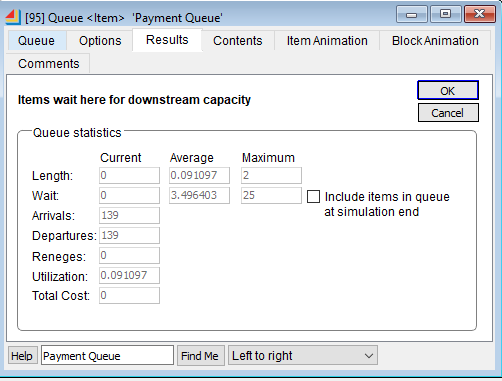 [95] Queue <Item> 'Payment Queue'
Queue Options Results Contents Item Animation Block Animation
Comments
Items wait here for downstream capacity
OK
Cancel
Queue statistics
Current Average Maximum
Length: 0 0.091097 2
Wait: 0 3.496403 25
Include items in queue
at simulation end
Arrivals: 139
Departures: 139
Reneges: 0
Utilization: 0.091097
Total Cost: 0
Help Payment Queue Find Me Left to right